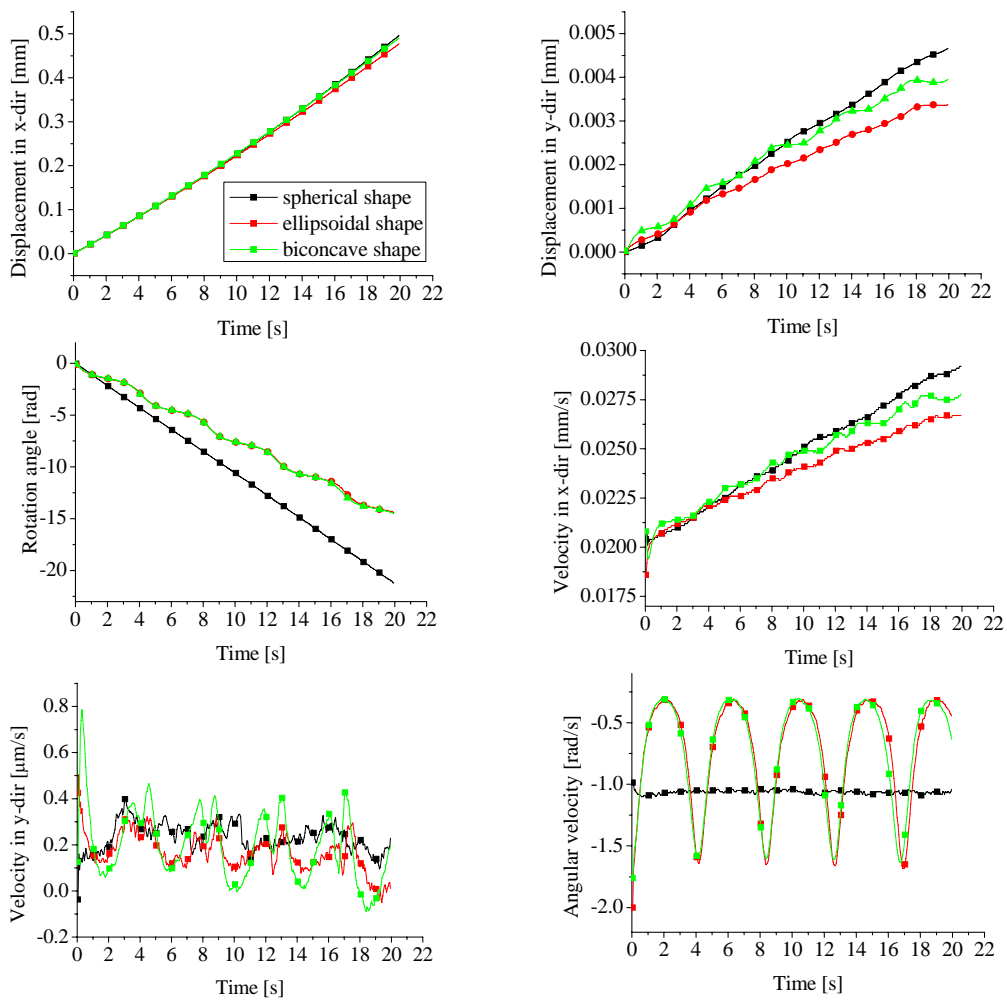 Displacement in x-dir [mm]
0.5
0.4
0.3
0.2
0.1
0.0
0 2 4 6 8 10 12 14 16 18 20 22
Time [s]
spherical shape
ellipsoidal shape
biconcave shape
Displacement in y-dir [mm]
0.005
0.004
0.003
0.002
0.001
0.000
0 2 4 6 8 10 12 14 16 18 20 22
Time [s]
Rotation angle [rad]
0
-5
-10
-15
-20
0 2 4 6 8 10 12 14 16 18 20 22
Time [s]
Velocity in x-dir [mm/s]
0.0300
0.0275
0.0250
0.0225
0.0200
0.0175
0 2 4 6 8 10 12 14 16 18 20 22
Time [s]
Velocity in y-dir [μm/s]
0.8
0.6
0.4
0.2
0.0
-0.2
0 2 4 6 8 10 12 14 16 18 20 22
Time [s]
Angular velocity [rad/s]
-0.5
-1.0
-1.5
-2.0
0 2 4 6 8 10 12 14 16 18 20 22
Time [s]